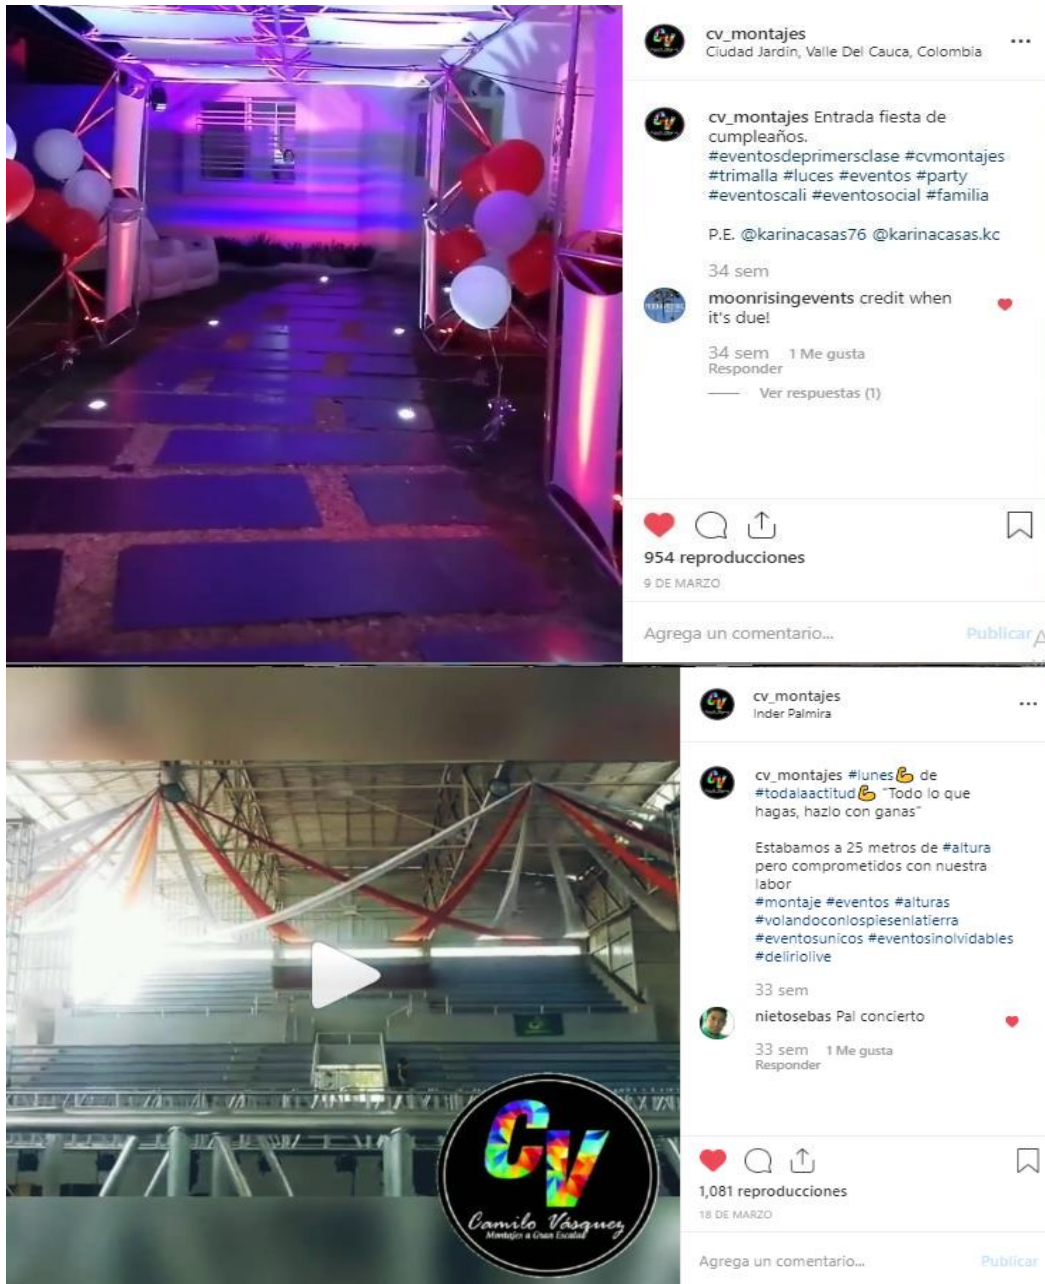 cv_montajes
Ciudad Jardin, Valle Del Cauca, Colombia
cv_montajes Entrada fiesta de
cumpleaños.
#eventosdeprimersclase #cvmontajes
#trimalla #luces #eventos #party
#eventoscali #eventosocial #familia
P.E. @karinacasas76 @karinacasas.kc
34 sem
moonrisingevents credit when
it's due!
34 sem 1 Me gusta
Responder
Ver respuestas (1)
954 reproducciones
9 DE MARZO
Agrega un comentario...
Publicar
cv_montajes
Inder Palmira
cv_montajes #lunes💪 de
#todalaactitud💪 "Todo lo que
hagas, hazlo con ganas"
Estabamos a 25 metros de #altura
pero comprometidos con nuestra
labor
#montaje #eventos #alturas
#volandoconlospiesenlatierra
#eventosunicos #eventosinolvidables
#deliriolive
33 sem
nietosebas Pal concierto
33 sem 1 Me gusta
Responder
1,081 reproducciones
18 DE MARZO
Agrega un comentario...
Publicar
CV
Camilo Vásquez
Montajes a Gran Escala